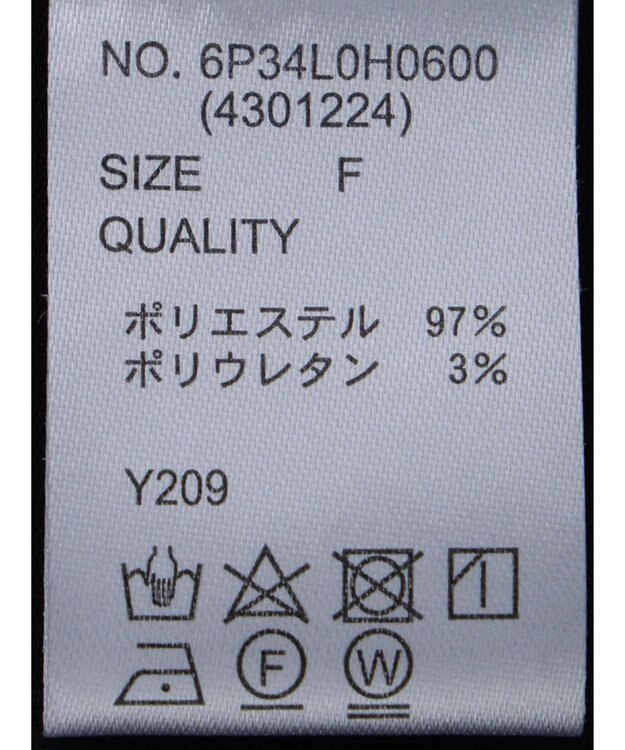 NO. 6P34L0H0600
(4301224)
SIZE F
QUALITY
ポリエステル 97%
ポリウレタン 3%
Y209
F W